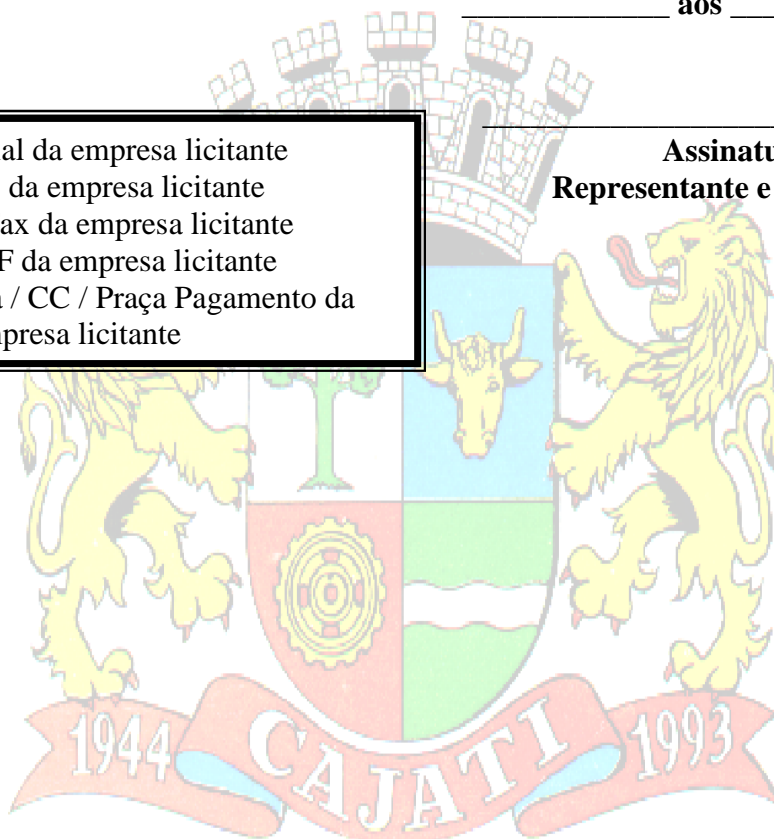 _____________ aos
Assinatu
Representante e
al da empresa licitante
da empresa licitante
ax da empresa licitante
F da empresa licitante
/ CC / Praça Pagamento da
presa licitante
1944 CAJATI 1993